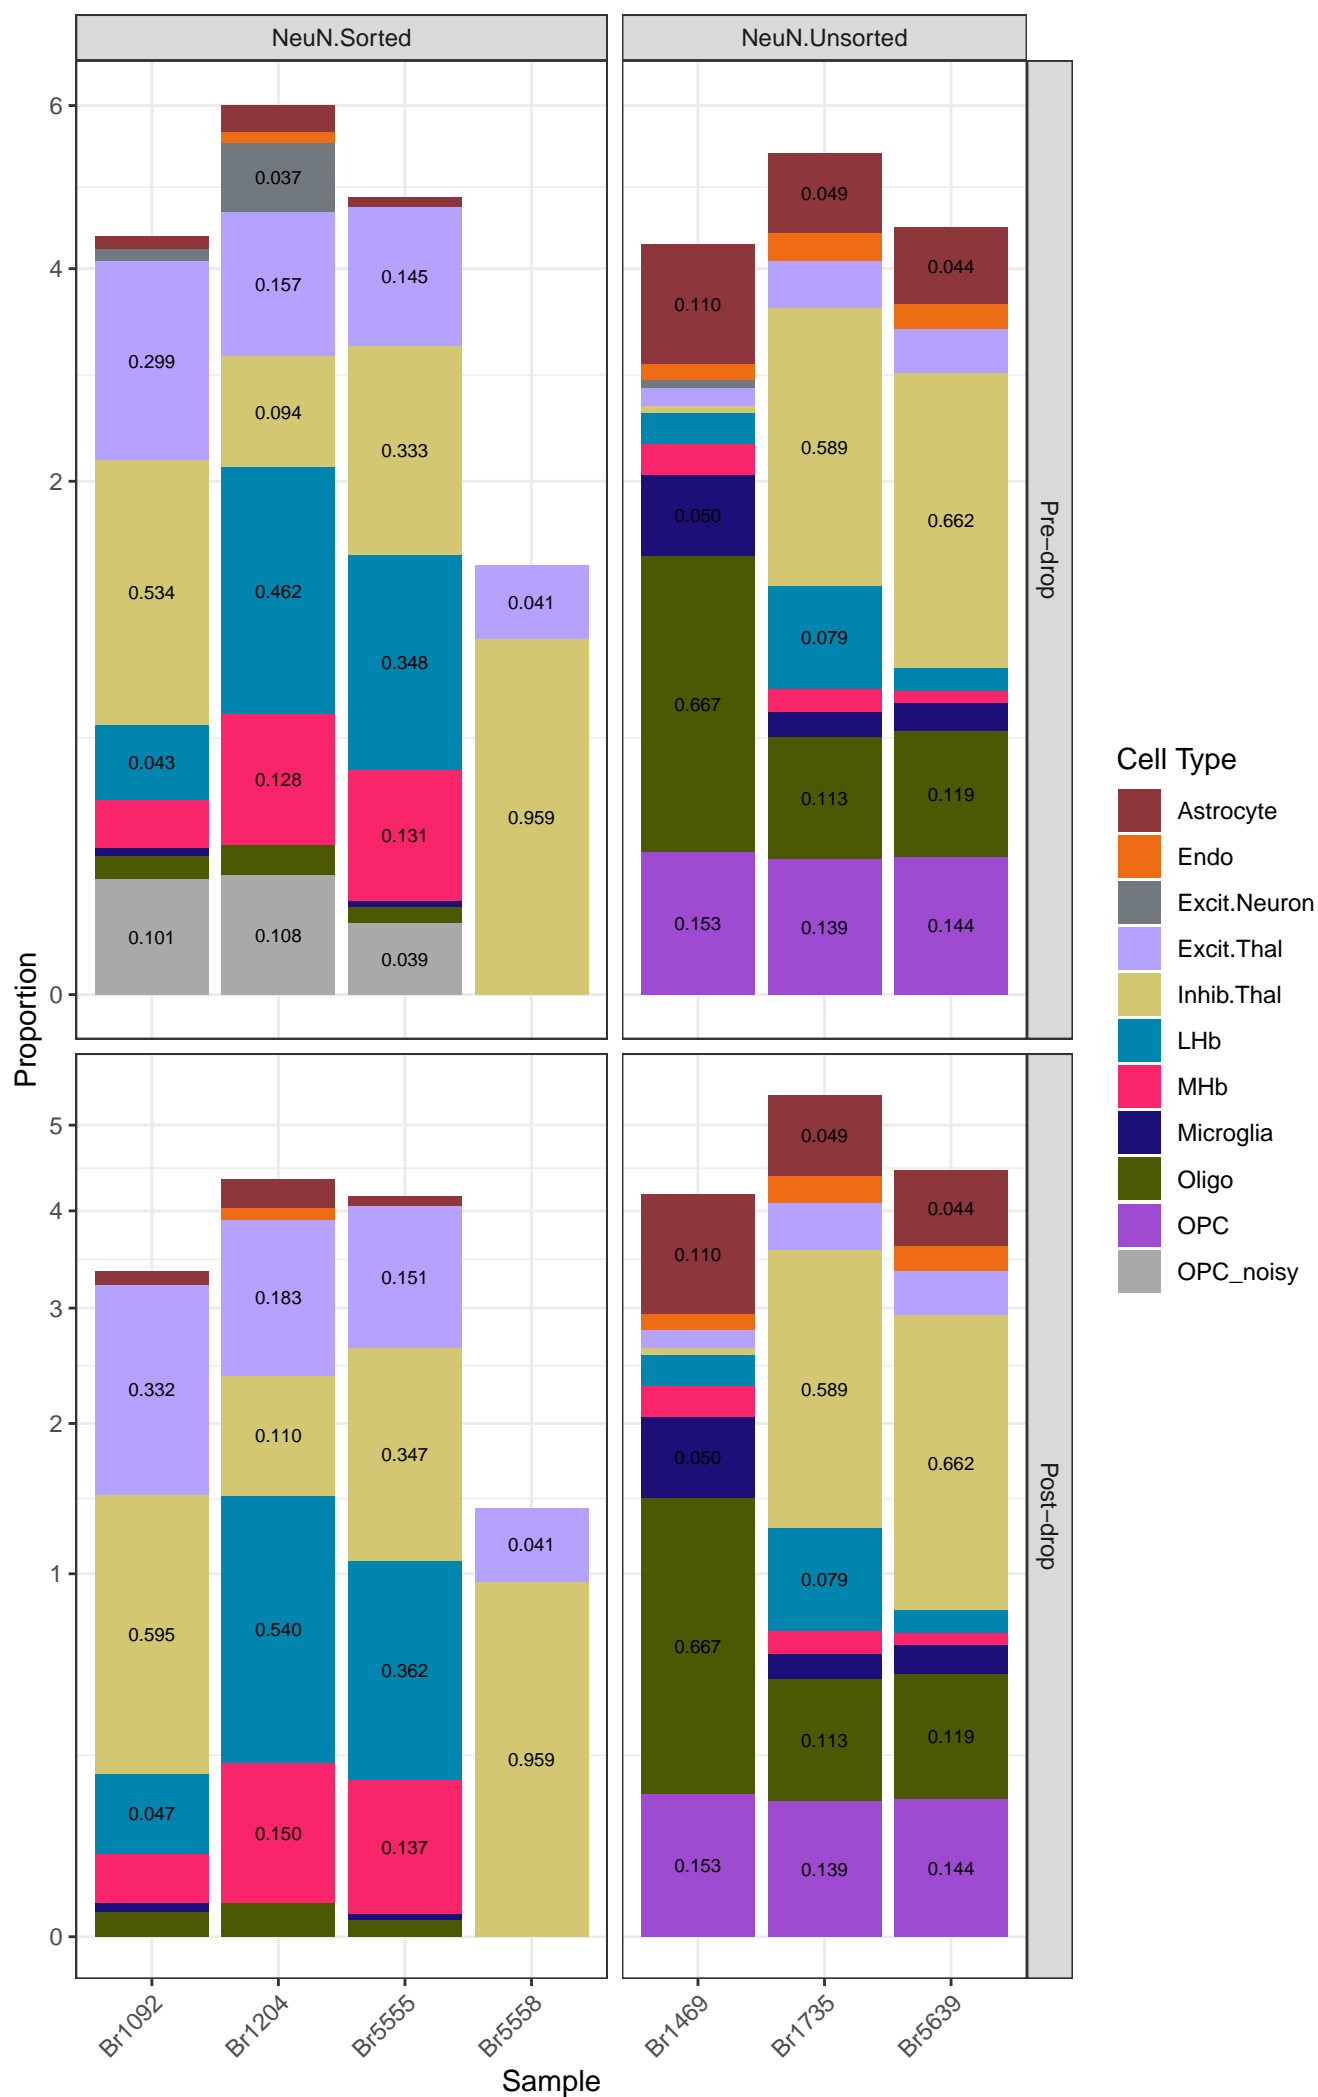 NeuN.Sorted
NeuN.Unsorted
Proportion
6
4
2
0
0.037
0.157
0.145
0.299
0.094
0.333
0.534
0.462
0.348
0.041
0.043
0.128
0.131
0.959
0.101
0.108
0.039
0.049
0.044
0.110
0.589
0.662
0.050
0.079
0.667
0.113
0.119
0.153
0.139
0.144
Pre–drop
5
4
3
2
1
0
0.183
0.151
0.332
0.110
0.347
0.595
0.540
0.362
0.041
0.047
0.150
0.137
0.959
0.049
0.044
0.110
0.589
0.662
0.050
0.079
0.667
0.113
0.119
0.153
0.139
0.144
Post–drop
Br1092
Br1204
Br5555
Br5558
Br1469
Br1735
Br5639
Sample
Cell Type
Astrocyte
Endo
Excit.Neuron
Excit.Thal
Inhib.Thal
LHb
MHb
Microglia
Oligo
OPC
OPC_noisy